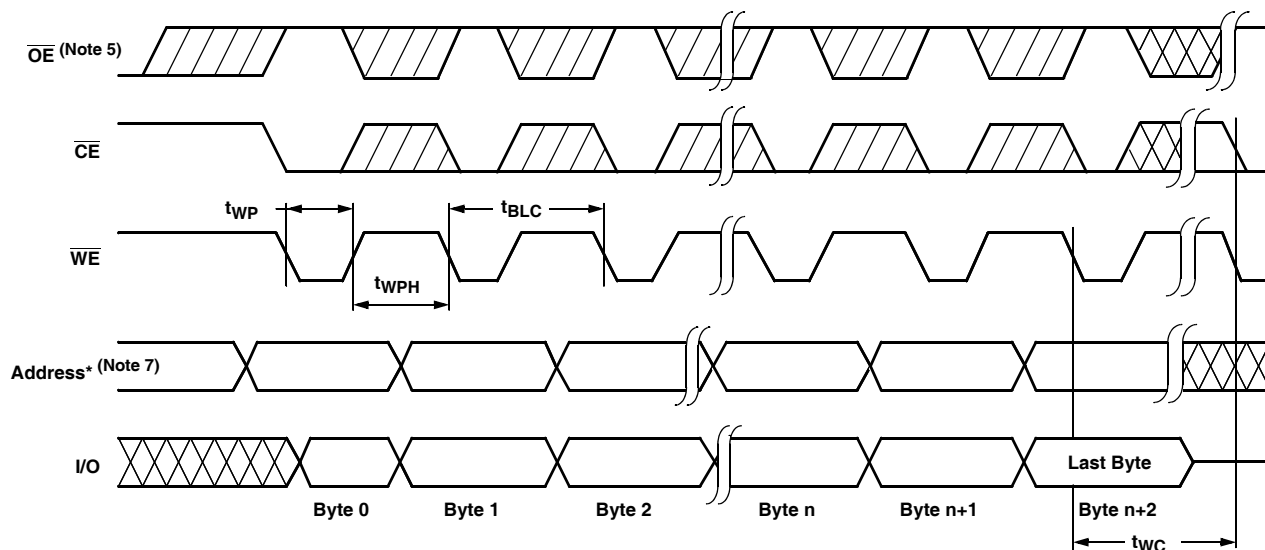 OE (Note 5)
CE
tWP
tBLC
WE
tWPH
Address* (Note 7)
I/O
Last Byte
Byte 0 Byte 1 Byte 2 Byte n Byte n+1 Byte n+2
tWC